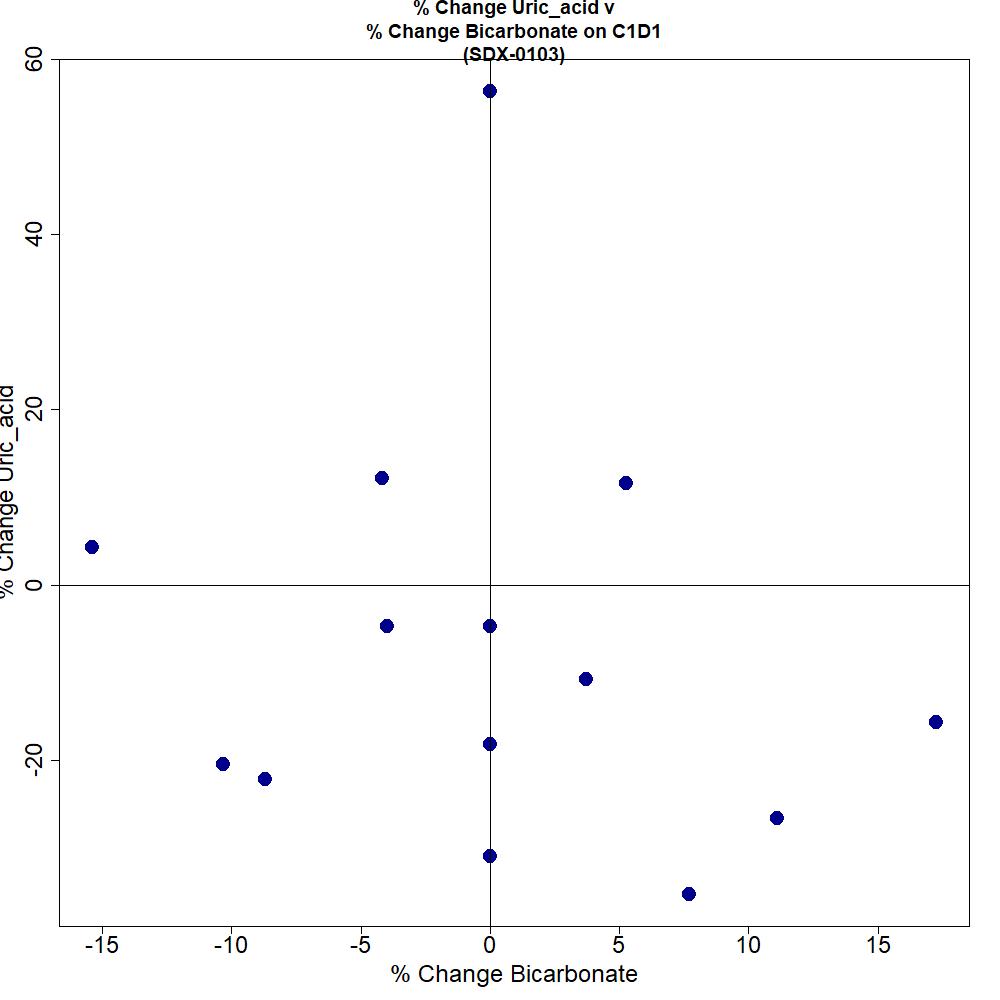 % Change Uric_acid v
% Change Bicarbonate on C1D1
(SDX-0103)
60
40
20
0
-20
% Change Uric_acid
-15
-10
-5
0
5
10
15
% Change Bicarbonate